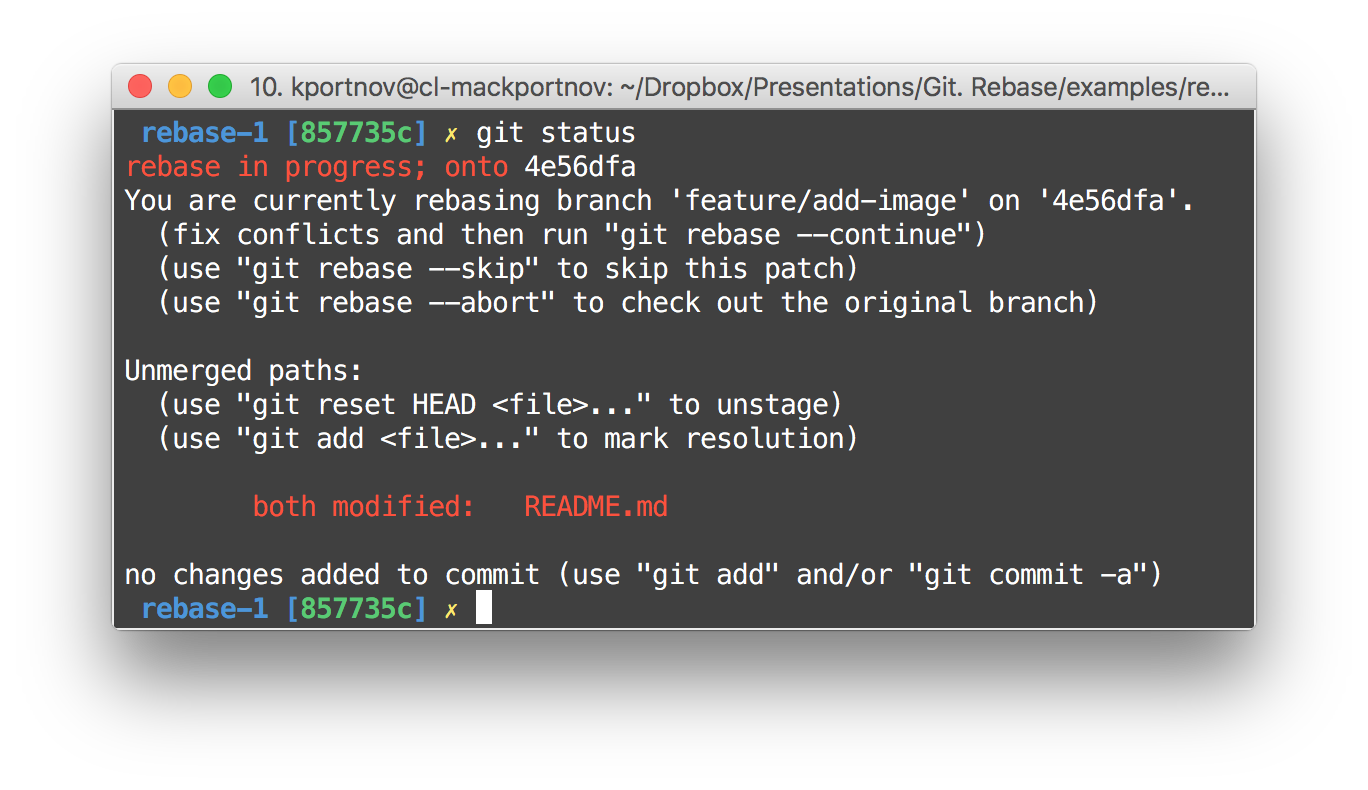 10. kportnov@cl-mackportnov: ~/Dropbox/Presentations/Git. Rebase/examples/re...
rebase-1 [857735c] ✗ git status
rebase in progress; onto 4e56dfa
You are currently rebasing branch 'feature/add-image' on '4e56dfa'.
  (fix conflicts and then run "git rebase --continue")
  (use "git rebase --skip" to skip this patch)
  (use "git rebase --abort" to check out the original branch)

Unmerged paths:
  (use "git reset HEAD <file>..." to unstage)
  (use "git add <file>..." to mark resolution)

        both modified:   README.md

no changes added to commit (use "git add" and/or "git commit -a")
rebase-1 [857735c] ✗